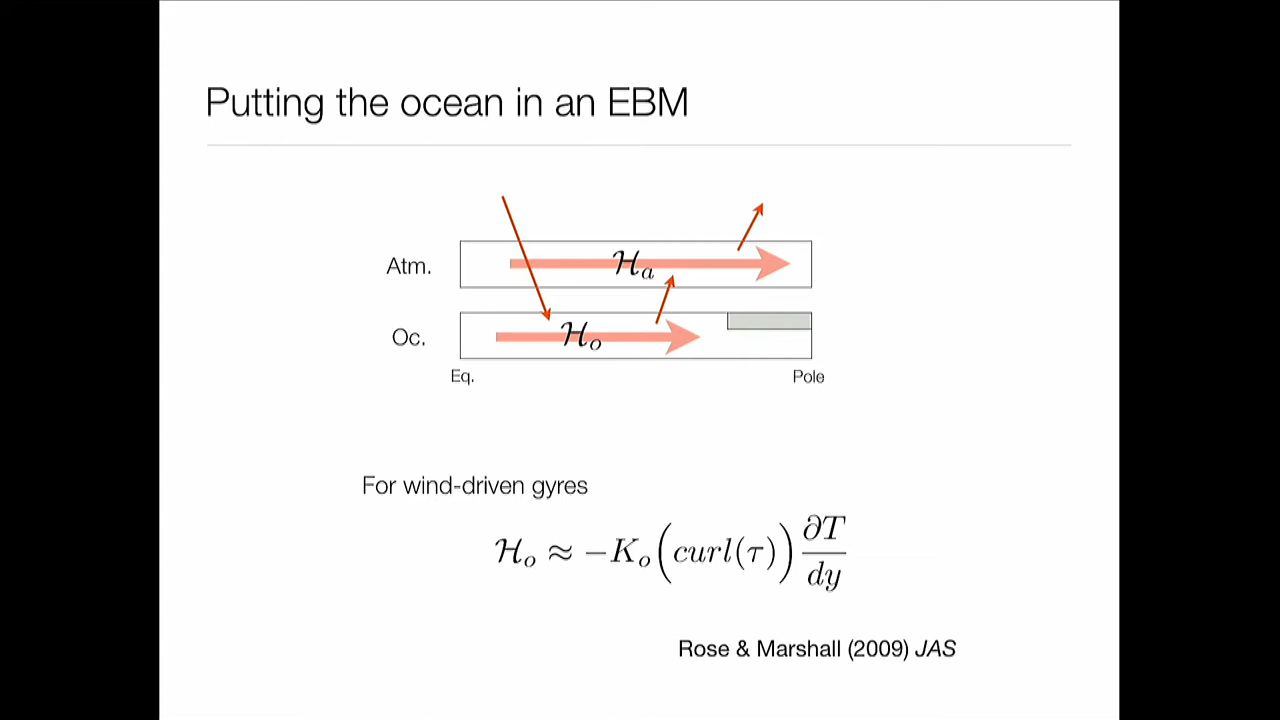 Putting the ocean in an EBM
Atm.
ℋₐ
Oc.
ℋₒ
Eq.
Pole
For wind-driven gyres
ℋₒ ≈ −Kₒ(curl(τ)) ∂T/dy
Rose & Marshall (2009) JAS